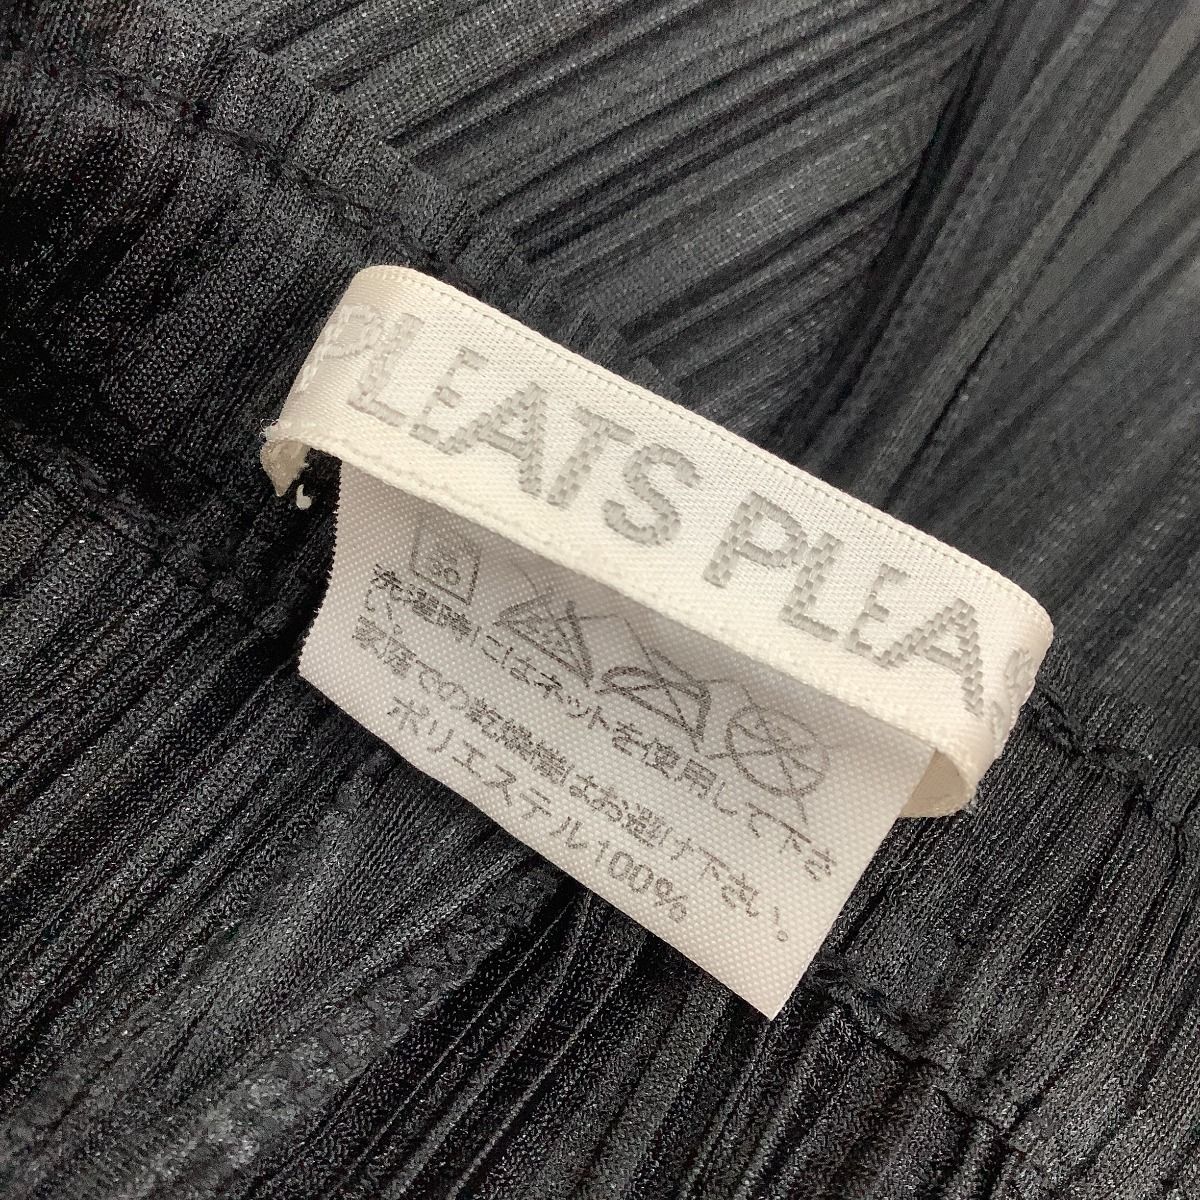 PLEATS PLEAS
30
洗濯時にはネットを使用して下さ
い。
家庭での乾燥機はお避け下さい。
ポリエステル100%